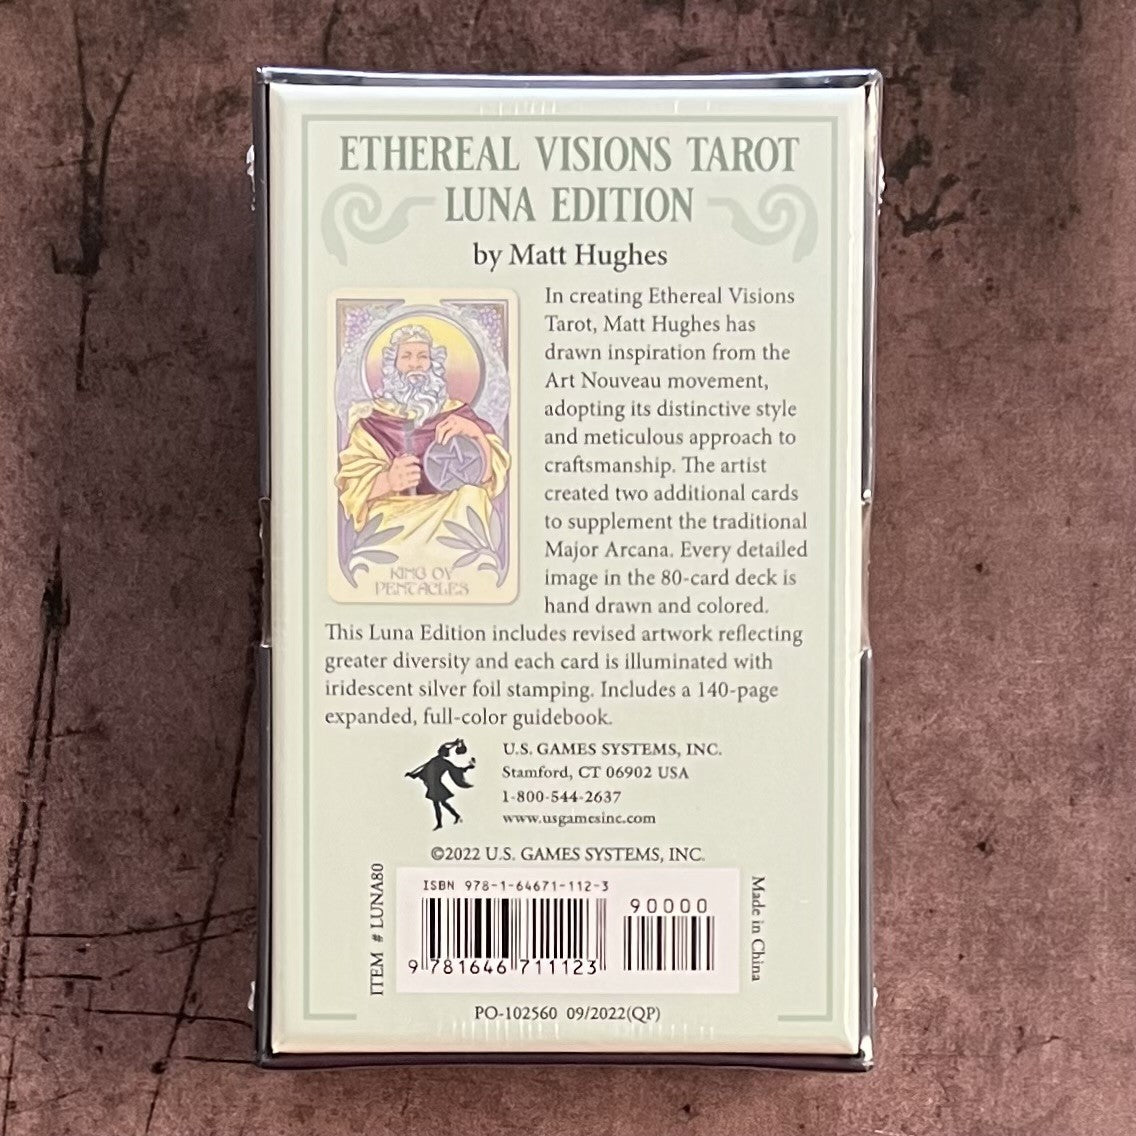 ETHEREAL VISIONS TAROT
LUNA EDITION
by Matt Hughes
In creating Ethereal Visions
Tarot, Matt Hughes has
drawn inspiration from the
Art Nouveau movement,
adopting its distinctive style
and meticulous approach to
craftsmanship. The artist
created two additional cards
to supplement the traditional
Major Arcana. Every detailed
image in the 80-card deck is
hand drawn and colored.
KING OF
PENTACLES
This Luna Edition includes revised artwork reflecting
greater diversity and each card is illuminated with
iridescent silver foil stamping. Includes a 140-page
expanded, full-color guidebook.
U.S. GAMES SYSTEMS, INC.
Stamford, CT 06902 USA
1-800-544-2637
www.usgamesinc.com
©2022 U.S. GAMES SYSTEMS, INC.
ITEM # LUNA80
ISBN 978-1-64671-112-3
90000
9 781646 711123
Made in China
PO-102560 09/2022(QP)